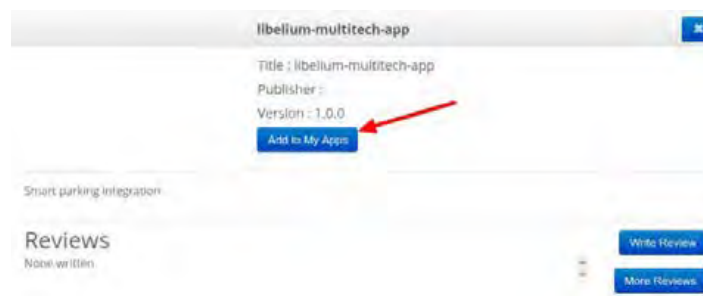 libelium-multitech-app
Title : libelium-multitech-app
Publisher :
Version : 1.0.0
Add to My Apps
Smart parking integration
Reviews
None written
Write Review
More Reviews